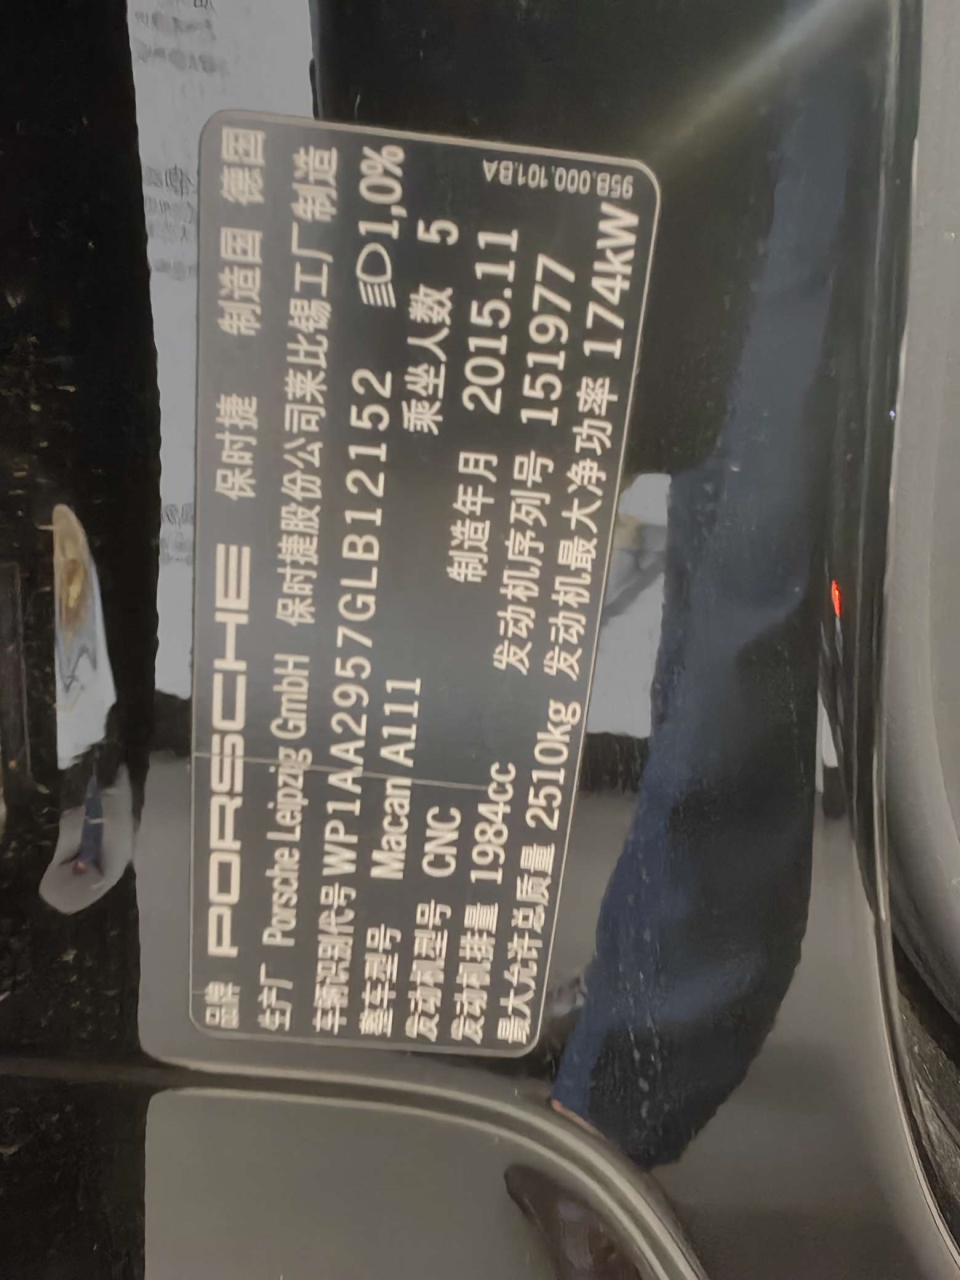 品牌 PORSCHE 保时捷 制造国 德国
生产厂 Porsche Leipzig GmbH 保时捷股份公司莱比锡工厂制造
车辆识别代号 WP1AA2957GLB12152 1,0%
整车型号 Macan A111 乘坐人数 5
发动机型号 CNC 制造年月 2015.11
发动机排量 1984cc 发动机序列号 151977
最大允许总质量 2510kg 发动机最大净功率 174kW
95B.000.101.BA